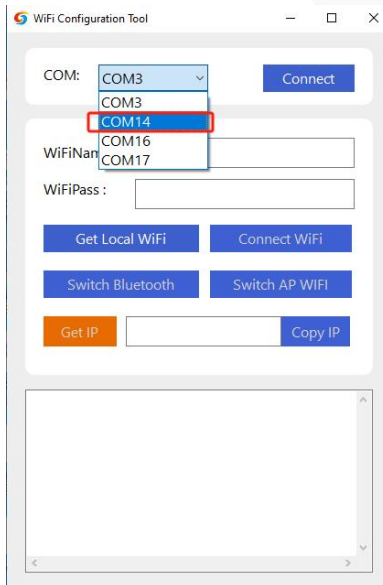 WiFi Configuration Tool
COM: COM3 Connect
COM3
COM14
COM16
COM17
WiFiNam
WiFiPass :
Get Local WiFi Connect WiFi
Switch Bluetooth Switch AP WIFI
Get IP Copy IP